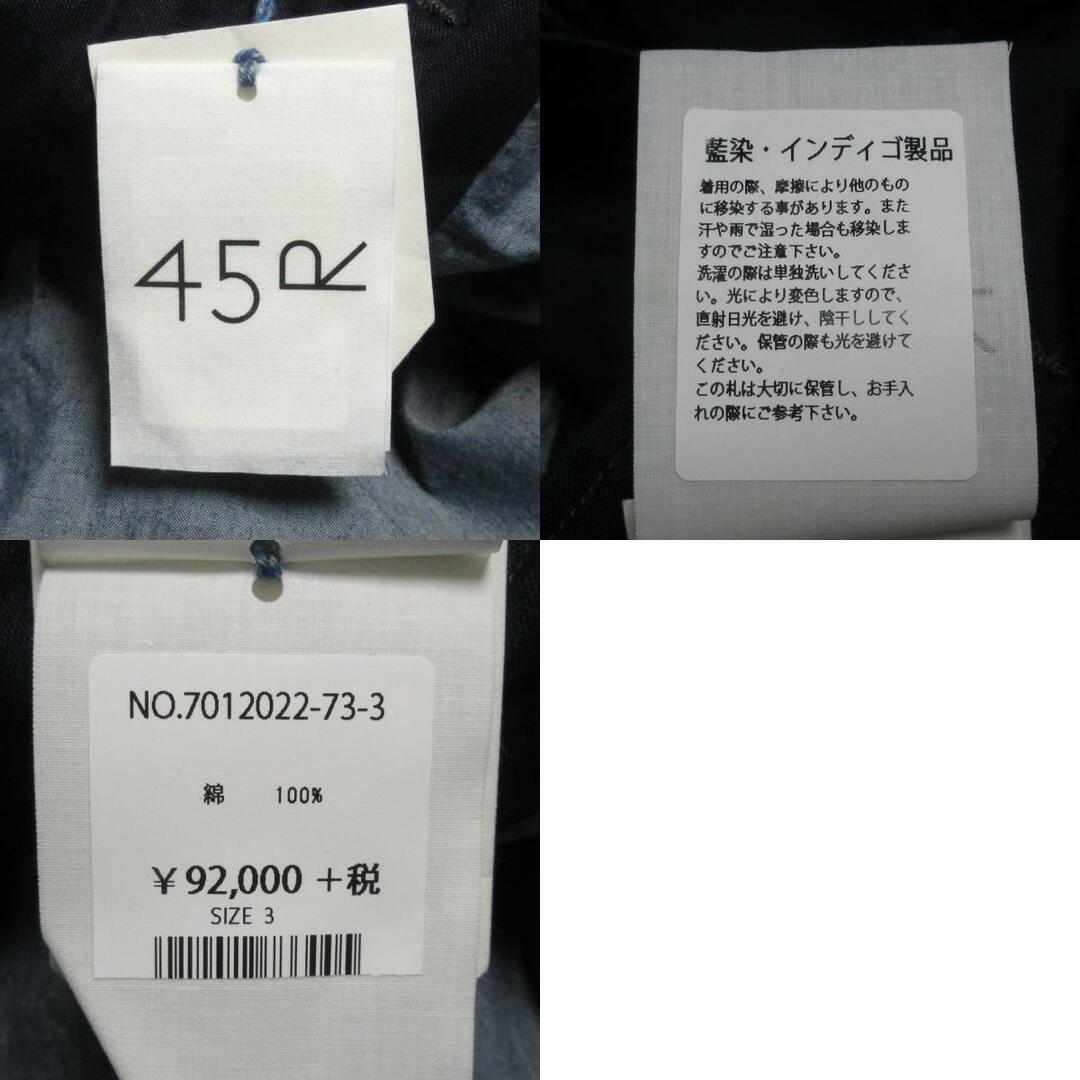 45R
藍染・インディゴ製品
着用の際、摩擦により他のもの
に移染する事があります。また
汗や雨で湿った場合も移染しま
すのでご注意下さい。
洗濯の際は単独洗いしてくださ
い。光により変色しますので、
直射日光を避け、陰干ししてく
ださい。保管の際も光を避けて
ください。
この札は大切に保管し、お手入
れの際にご参考下さい。
NO.7012022-73-3
綿 100%
￥92,000 +税
SIZE 3